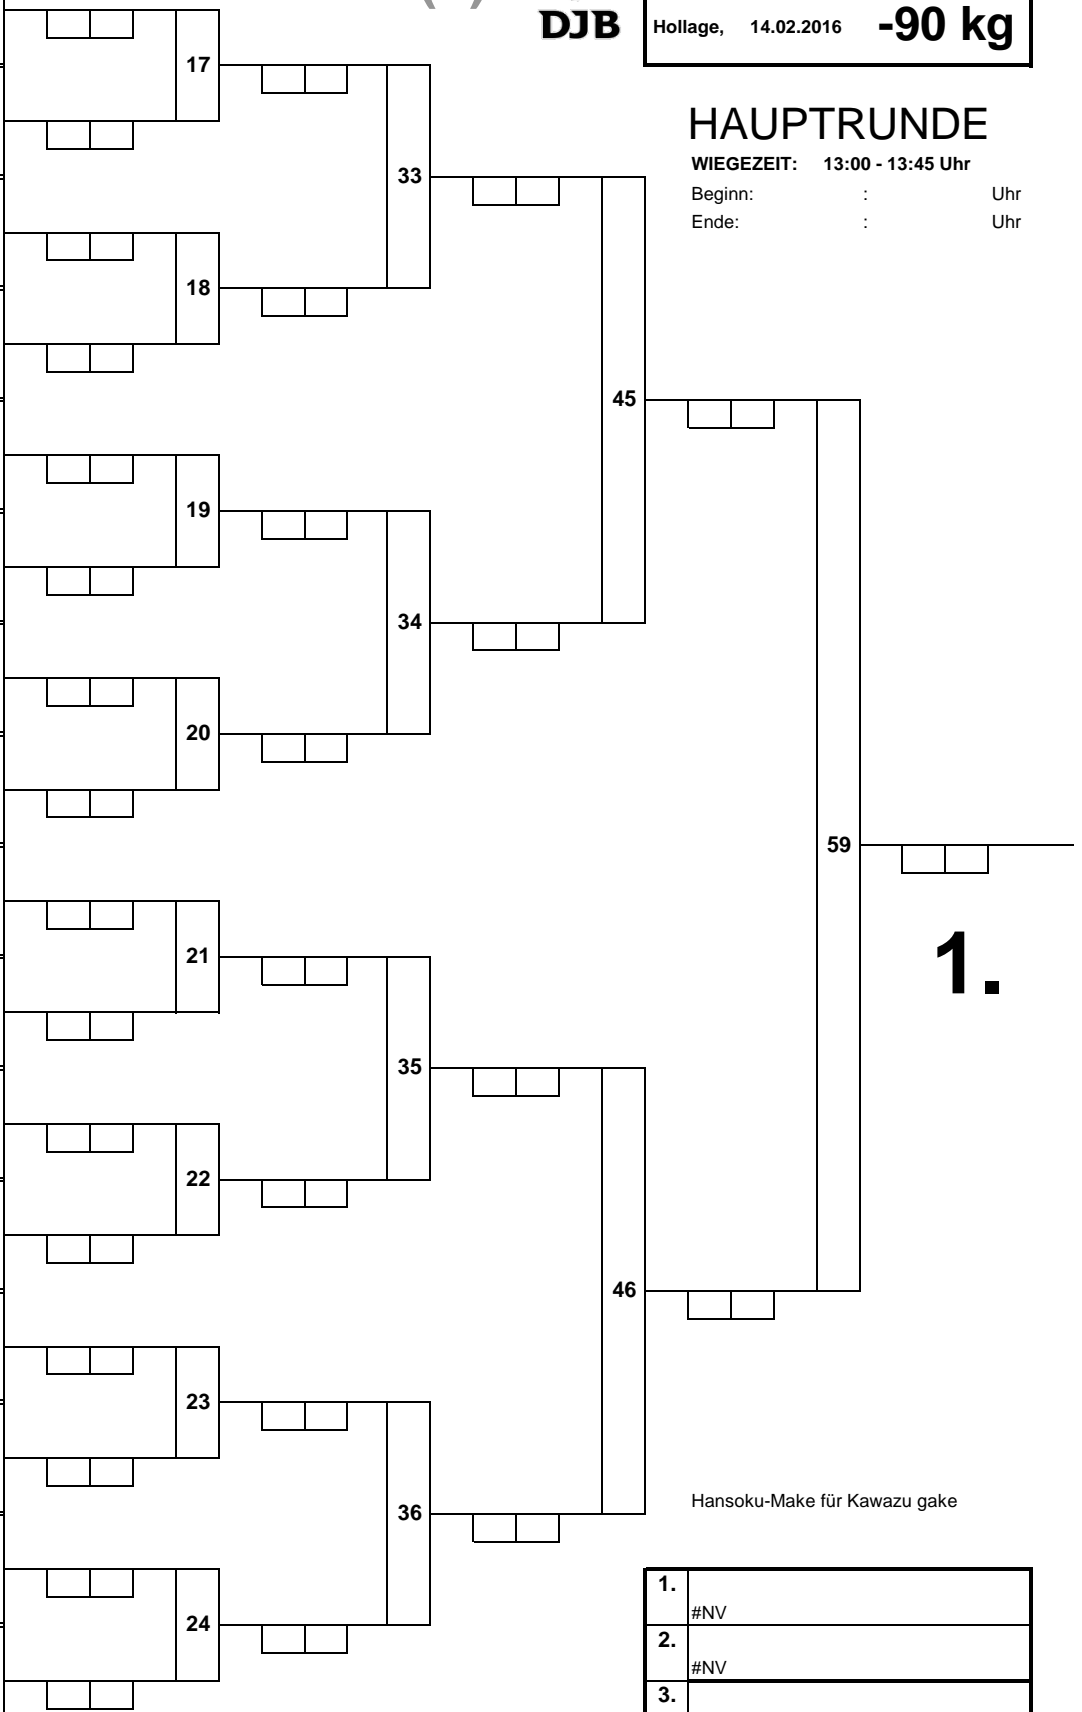 DJB
Hollage, 14.02.2016 -90 kg
17
HAUPTRUNDE
WIEGEZEIT: 13:00 - 13:45 Uhr
33
Beginn: : Uhr
Ende: : Uhr
18
45
19
34
20
59
21
1.
35
22
46
23
Hansoku-Make für Kawazu gake
36
1.
#NV
24
2.
#NV
3.